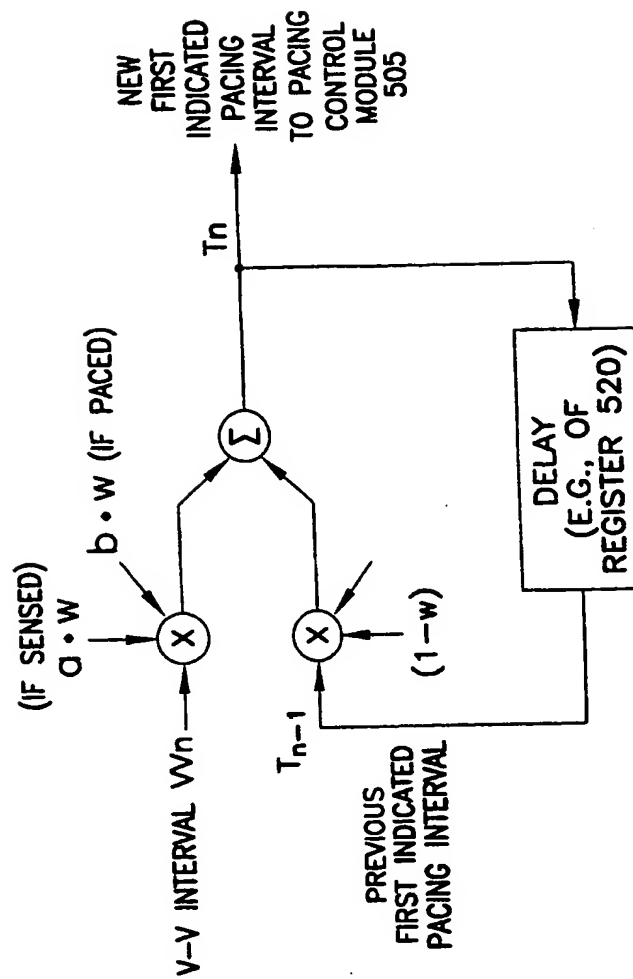 (IF SENSED)
a • w
b • w (IF PACED)
V–V INTERVAL VVn
X
Σ
Tn
NEW
FIRST
INDICATED
PACING
INTERVAL
TO PACING
CONTROL
MODULE
505
Tn–1
X
(1–w)
PREVIOUS
FIRST INDICATED
PACING INTERVAL
DELAY
(E.G., OF
REGISTER 520)